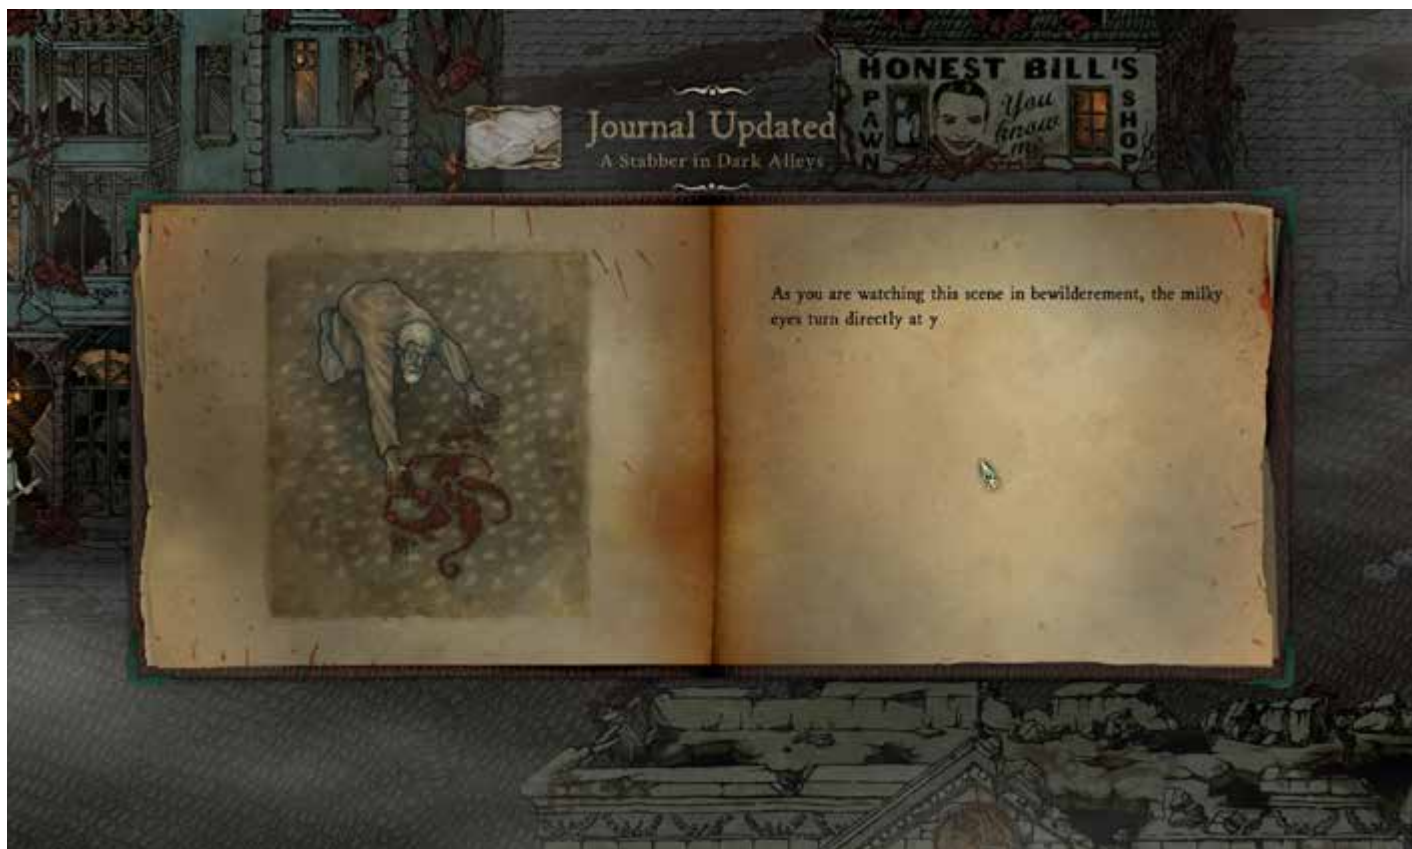 HONEST BILL'S
PAWN
You
know
me
SHOP
Journal Updated
A Stabber in Dark Alleys
As you are watching this scene in bewilderement, the milky
eyes turn directly at y